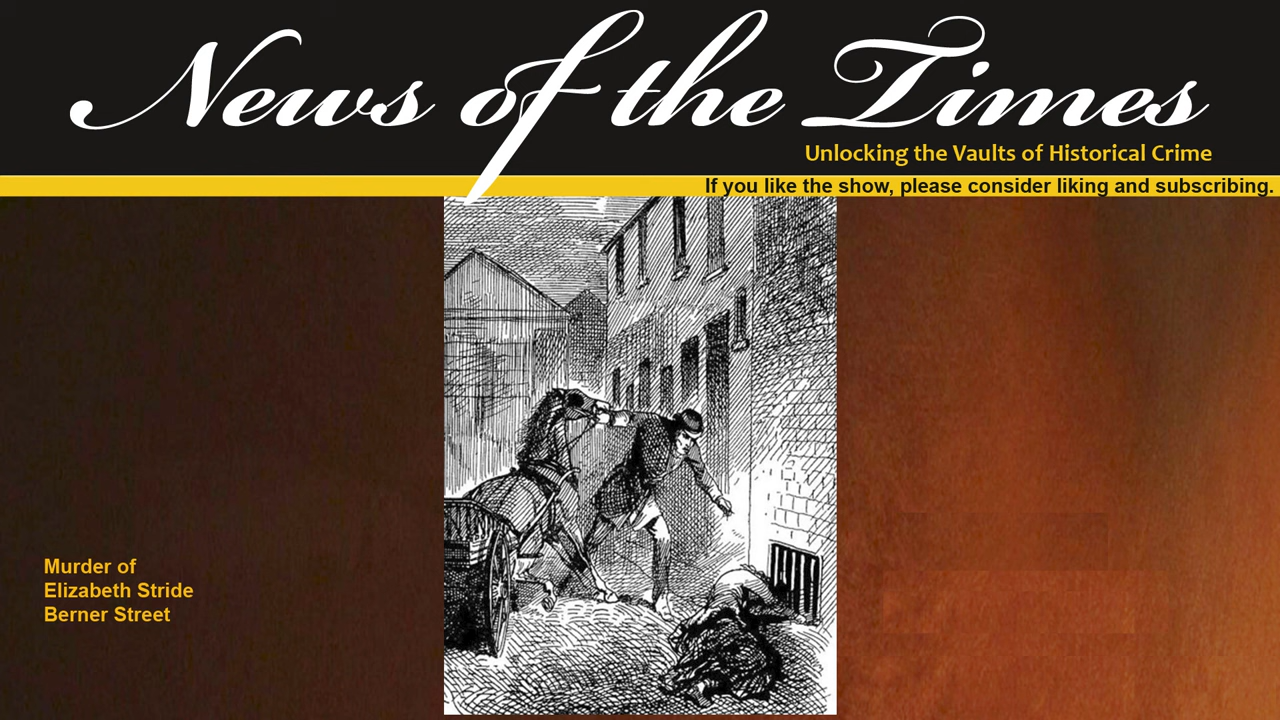 News of the Times
Unlocking the Vaults of Historical Crime
If you like the show, please consider liking and subscribing.
Murder of
Elizabeth Stride
Berner Street